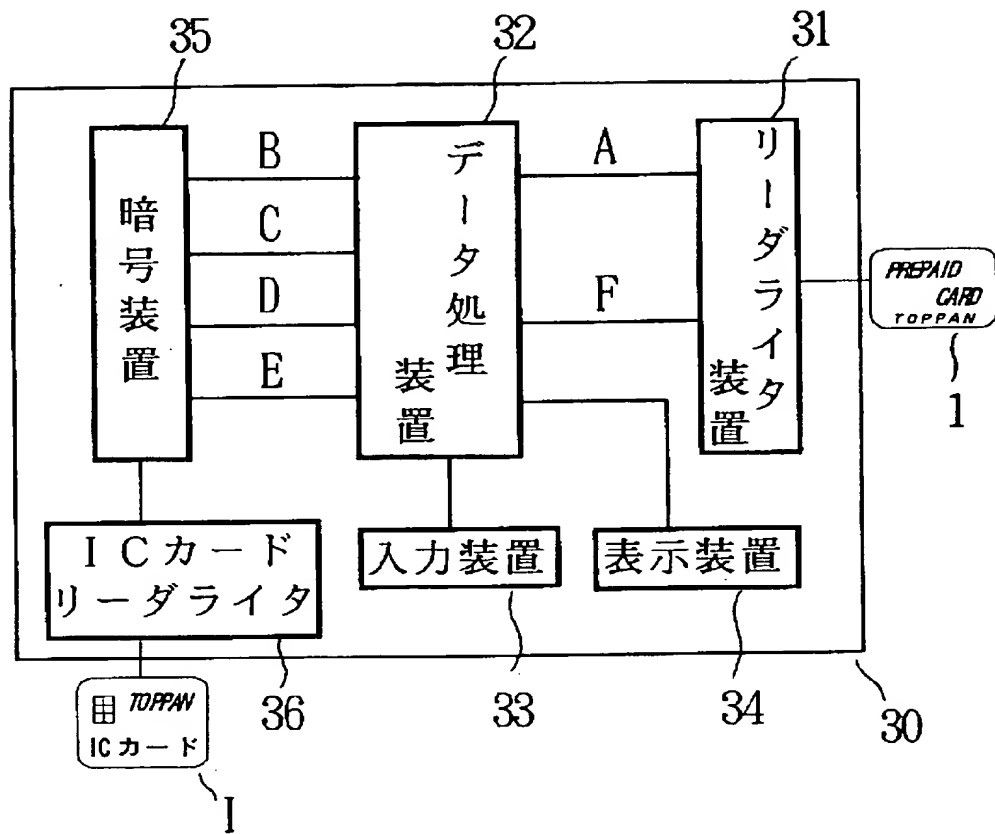 35
32
31
暗号装置
B
C
D
E
データ処理
装置
A
F
リーダライタ
装置
PREPAID
CARD
TOPPAN
1
ICカード
リーダライタ
入力装置
表示装置
36
33
34
30
TOPPAN
ICカード
I